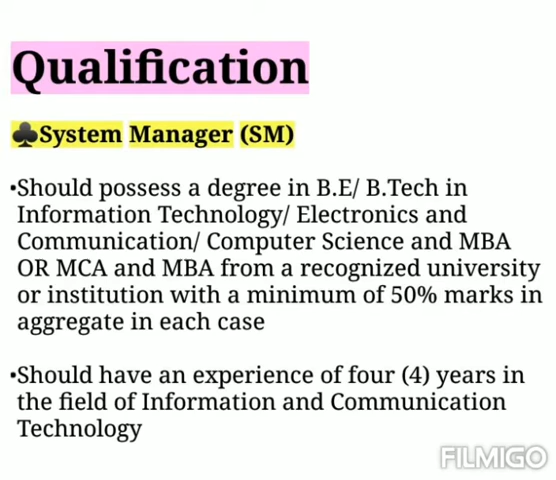 Qualification
♣System Manager (SM)
•Should possess a degree in B.E/ B.Tech in
Information Technology/ Electronics and
Communication/ Computer Science and MBA
OR MCA and MBA from a recognized university
or institution with a minimum of 50% marks in
aggregate in each case
•Should have an experience of four (4) years in
the field of Information and Communication
Technology
FILMIGO